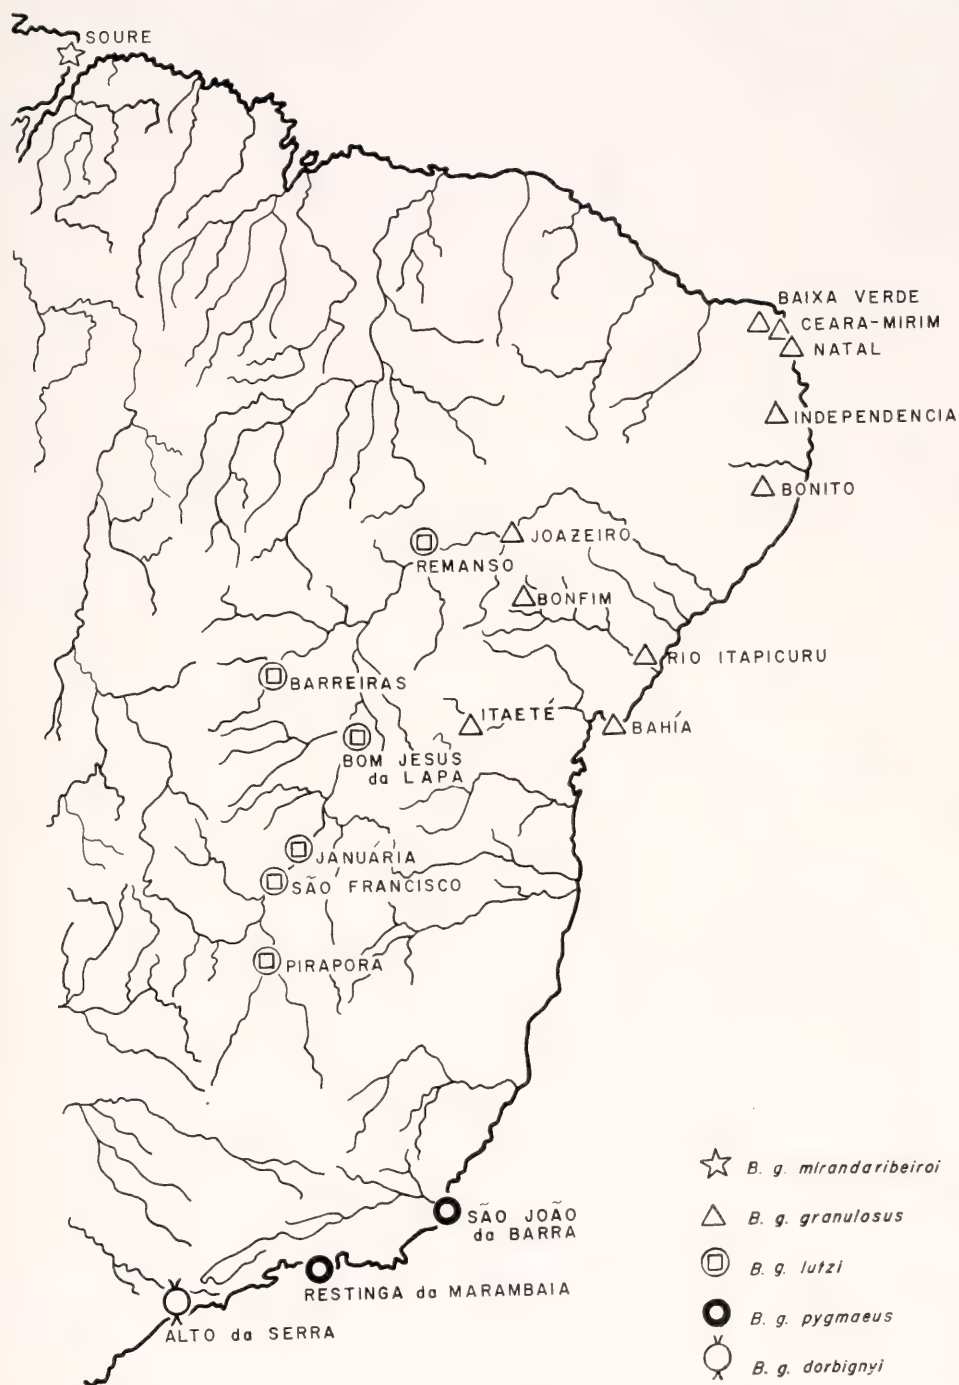 SOURE
BAIXA VERDE
CEARA-MIRIM
NATAL
INDEPENDENCIA
BONITO
JOAZEIRO
REMANSO
BONFIM
RIO ITAPICURU
BARREIRAS
ITAETÉ
BAHÍA
BOM JESUS
da LAPA
JANUÁRIA
SÃO FRANCISCO
PIRAPORA
SÃO JOÃO
da BARRA
RESTINGA da MARAMBAIA
ALTO da SERRA
B. g. mirandaribeiroi
B. g. granulosus
B. g. lutzi
B. g. pygmaeus
B. g. dorbignyi